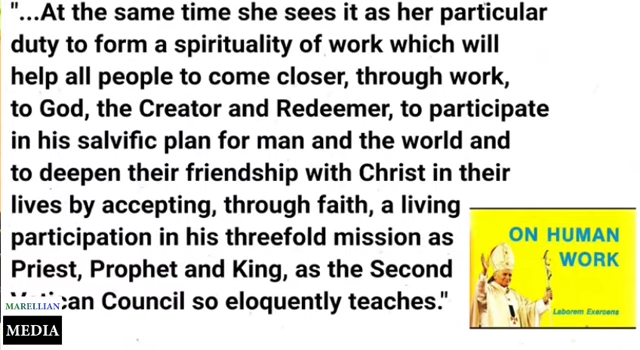 "...At the same time she sees it as her particular
duty to form a spirituality of work which will
help all people to come closer, through work,
to God, the Creator and Redeemer, to participate
in his salvific plan for man and the world and
to deepen their friendship with Christ in their
lives by accepting, through faith, a living
participation in his threefold mission as
Priest, Prophet and King, as the Second
Vatican Council so eloquently teaches."
ON HUMAN
WORK
Laborem Exercens
MARELLIAN
MEDIA